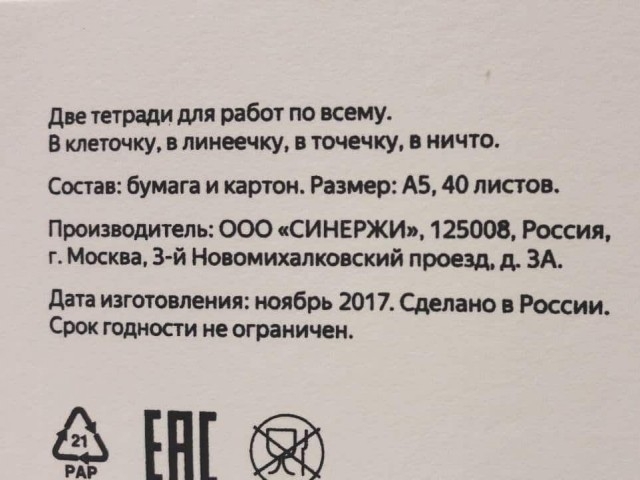 Две тетради для работ по всему.
В клеточку, в линеечку, в точечку, в ничто.
Состав: бумага и картон. Размер: А5, 40 листов.
Производитель: ООО «СИНЕРЖИ», 125008, Россия,
г. Москва, 3-й Новомихалковский проезд, д. 3А.
Дата изготовления: ноябрь 2017. Сделано в России.
Срок годности не ограничен.
21
PAP
EAC